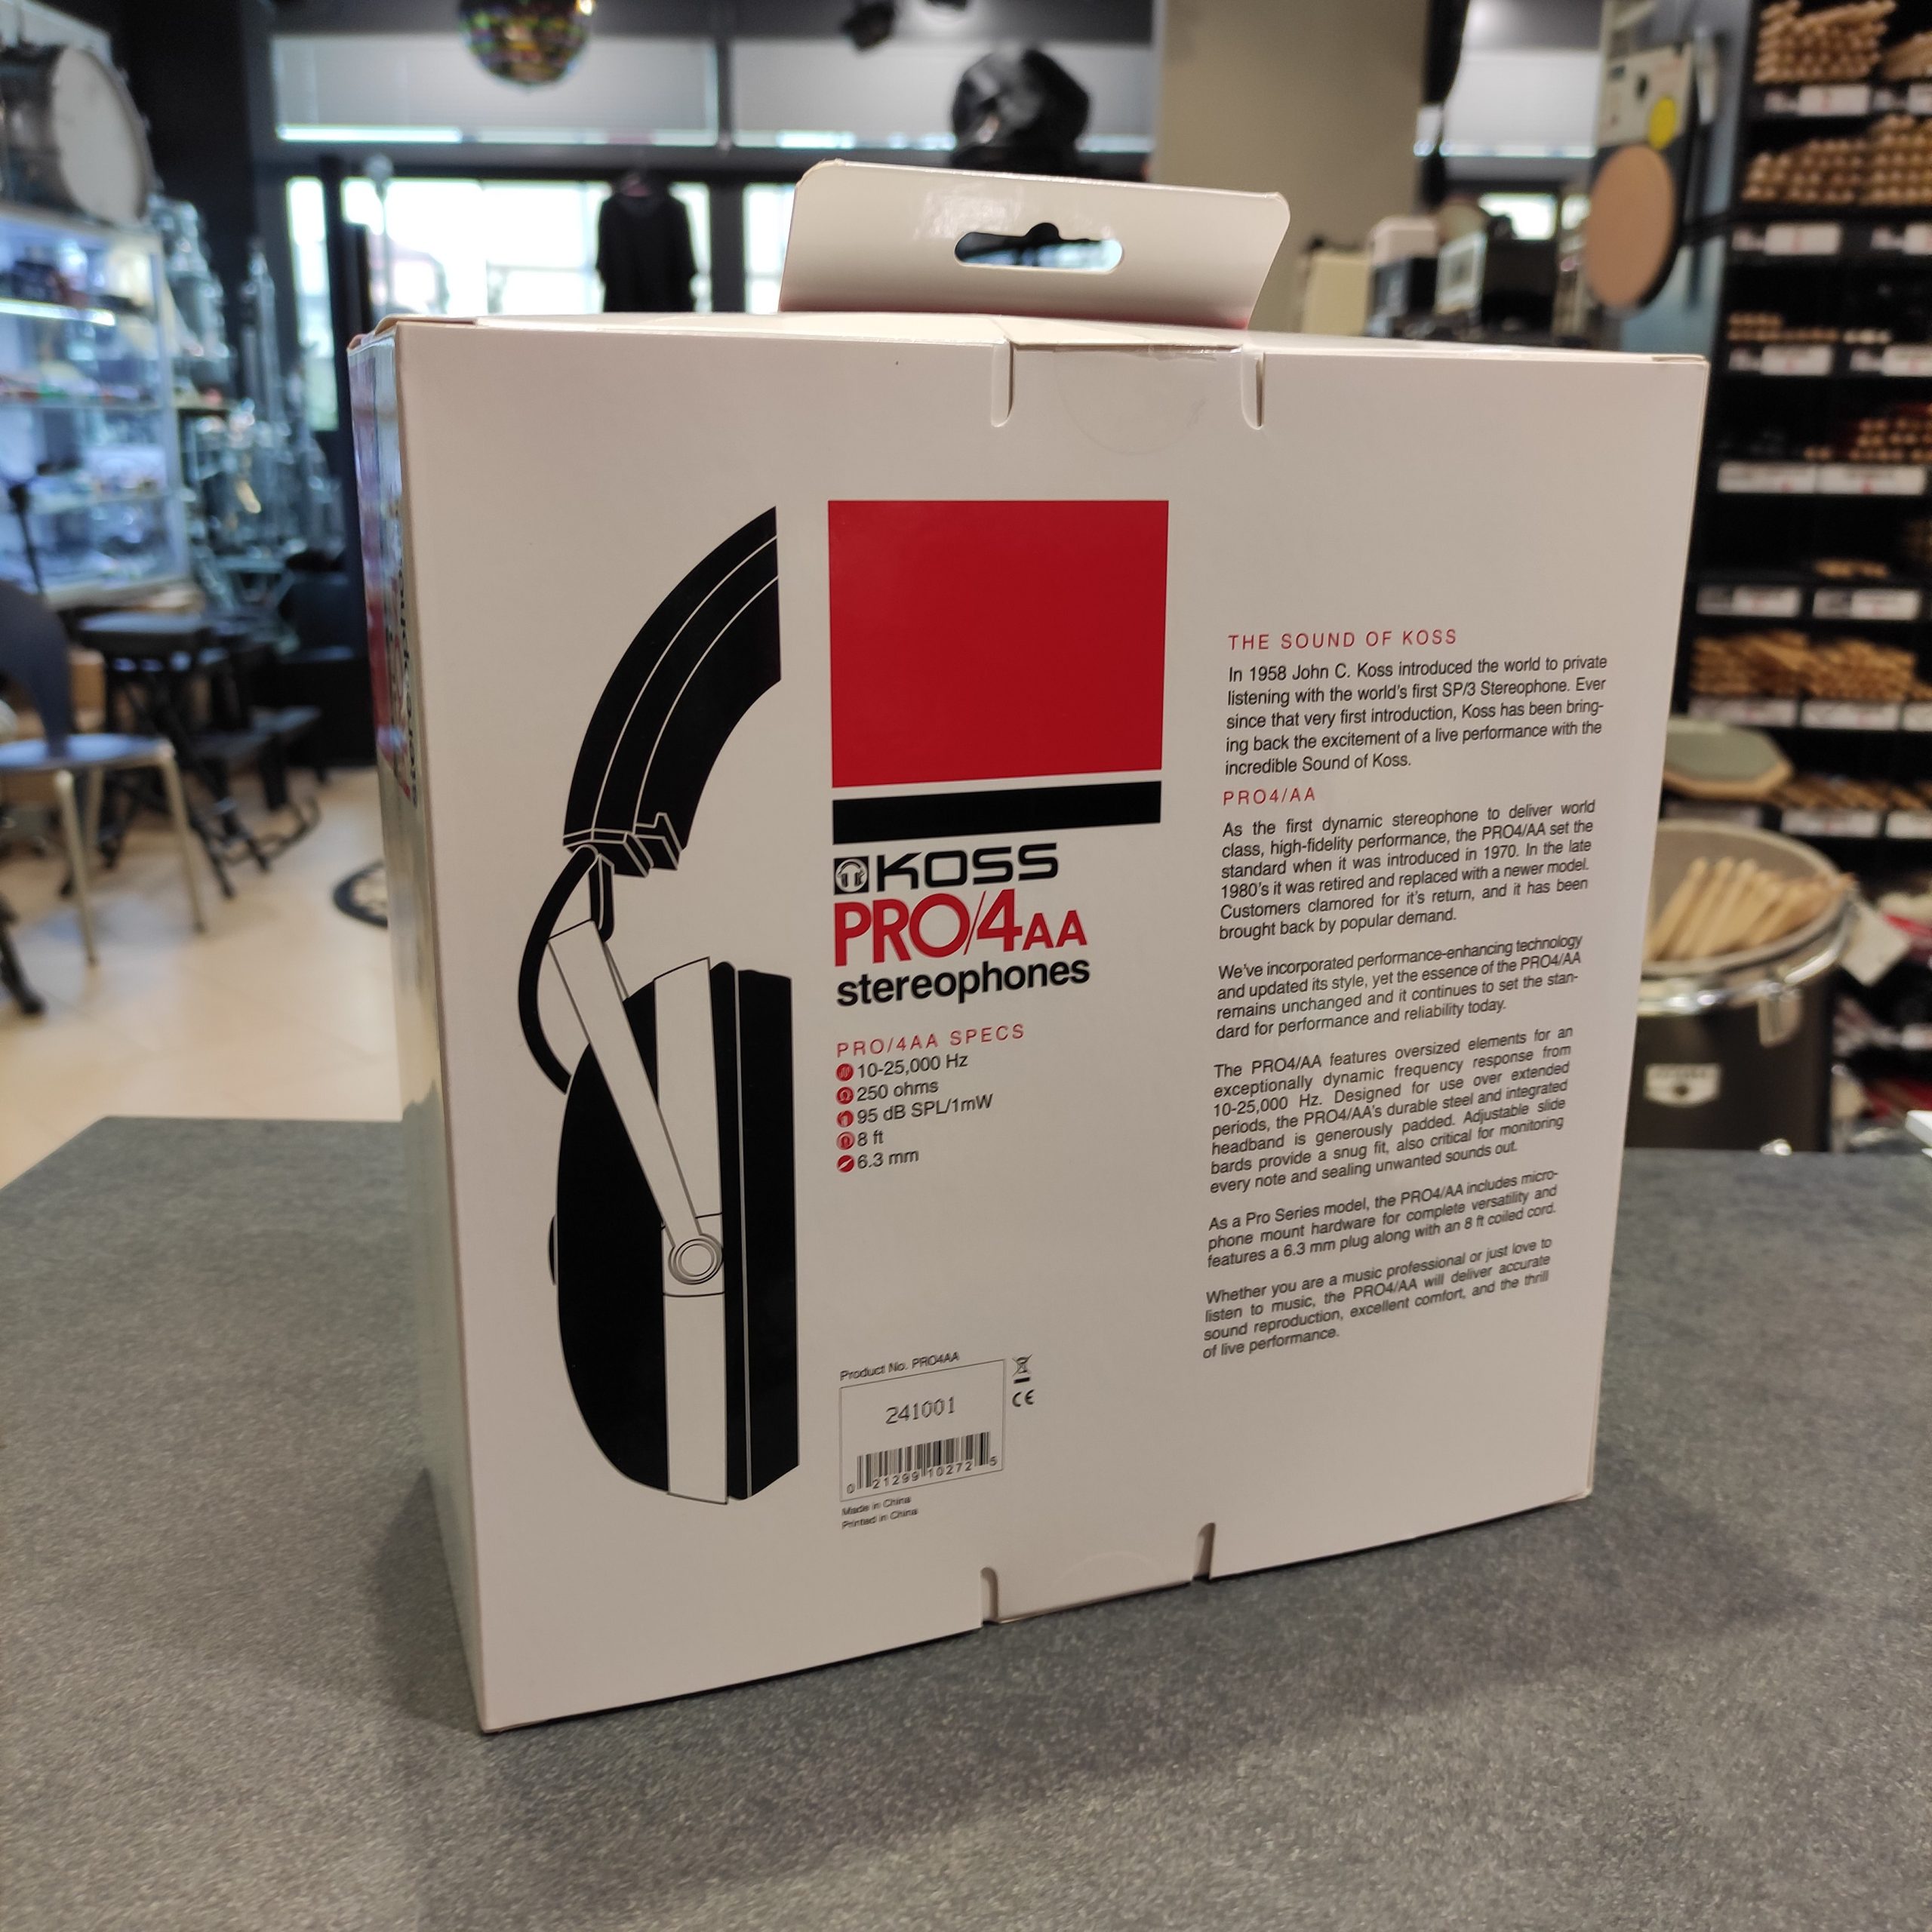 KOSS
PRO/4AA
stereophones
PRO/4AA SPECS
10-25,000 Hz
250 ohms
95 dB SPL/1mW
8 ft
6.3 mm
Product No. PRO4AA
241001
0 21299 10272 5
CE
Made in China
Printed in China
THE SOUND OF KOSS
In 1958 John C. Koss introduced the world to private
listening with the world's first SP/3 Stereophone. Ever
since that very first introduction, Koss has been bring-
ing back the excitement of a live performance with the
incredible Sound of Koss.
PRO4/AA
As the first dynamic stereophone to deliver world
class, high-fidelity performance, the PRO4/AA set the
standard when it was introduced in 1970. In the late
1980's it was retired and replaced with a newer model.
Customers clamored for it's return, and it has been
brought back by popular demand.
We've incorporated performance-enhancing technology
and updated its style, yet the essence of the PRO4/AA
remains unchanged and it continues to set the stan-
dard for performance and reliability today.
The PRO4/AA features oversized elements for an
exceptionally dynamic frequency response from
10-25,000 Hz. Designed for use over extended
periods, the PRO4/AA's durable steel and integrated
headband is generously padded. Adjustable slide
bards provide a snug fit, also critical for monitoring
every note and sealing unwanted sounds out.
As a Pro Series model, the PRO4/AA includes micro-
phone mount hardware for complete versatility and
features a 6.3 mm plug along with an 8 ft coiled cord.
Whether you are a music professional or just love to
listen to music, the PRO4/AA will deliver accurate
sound reproduction, excellent comfort, and the thrill
of live performance.